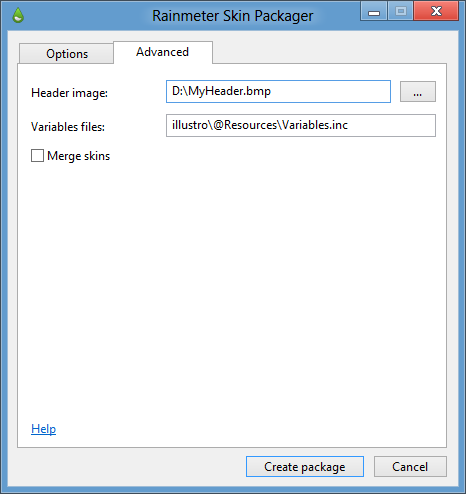 Rainmeter Skin Packager
Options
Advanced
Header image:
D:\MyHeader.bmp
...
Variables files:
illustro\@Resources\Variables.inc
Merge skins
Help
Create package
Cancel